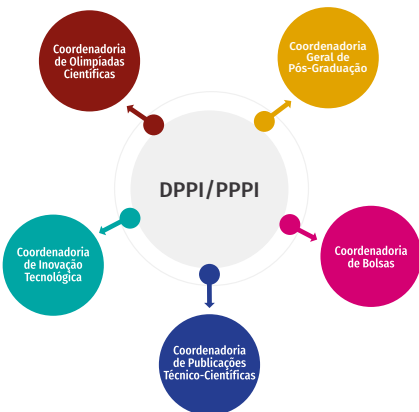 Coordenadoria
de Olimpíadas
Científicas
Coordenadoria
Geral de
Pós-Graduação
DPPI/PPPI
Coordenadoria
de Inovação
Tecnológica
Coordenadoria
de Bolsas
Coordenadoria
de Publicações
Técnico-Científicas